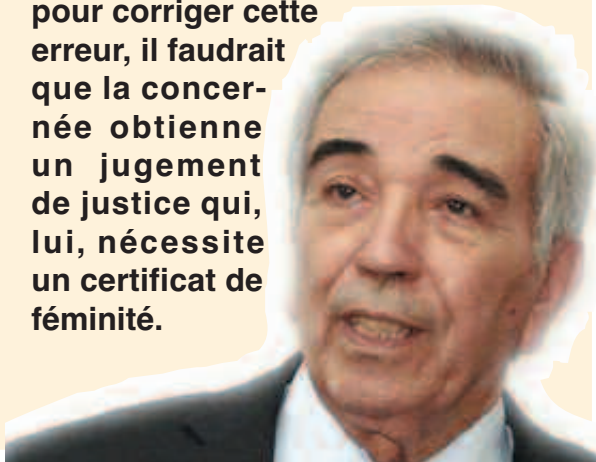 pour corriger cette
erreur, il faudrait
que la concer-
née obtienne
un jugement
de justice qui,
lui, nécessite
un certificat de
féminité.